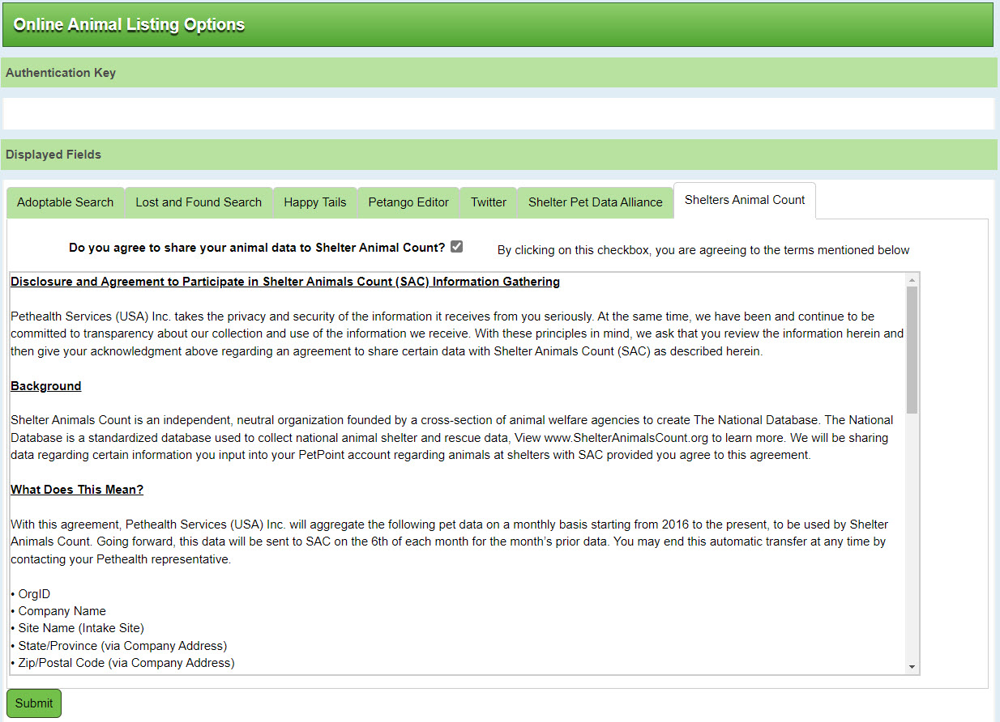 Online Animal Listing Options
Authentication Key
Displayed Fields
Adoptable Search
Lost and Found Search
Happy Tails
Petango Editor
Twitter
Shelter Pet Data Alliance
Shelters Animal Count
Do you agree to share your animal data to Shelter Animal Count?
By clicking on this checkbox, you are agreeing to the terms mentioned below
Disclosure and Agreement to Participate in Shelter Animals Count (SAC) Information Gathering
Pethealth Services (USA) Inc. takes the privacy and security of the information it receives from you seriously. At the same time, we have been and continue to be
committed to transparency about our collection and use of the information we receive. With these principles in mind, we ask that you review the information herein and
then give your acknowledgment above regarding an agreement to share certain data with Shelter Animals Count (SAC) as described herein.
Background
Shelter Animals Count is an independent, neutral organization founded by a cross-section of animal welfare agencies to create The National Database. The National
Database is a standardized database used to collect national animal shelter and rescue data, View www.ShelterAnimalsCount.org to learn more. We will be sharing
data regarding certain information you input into your PetPoint account regarding animals at shelters with SAC provided you agree to this agreement.
What Does This Mean?
With this agreement, Pethealth Services (USA) Inc. will aggregate the following pet data on a monthly basis starting from 2016 to the present, to be used by Shelter
Animals Count. Going forward, this data will be sent to SAC on the 6th of each month for the month's prior data. You may end this automatic transfer at any time by
contacting your Pethealth representative.
• OrgID
• Company Name
• Site Name (Intake Site)
• State/Province (via Company Address)
• Zip/Postal Code (via Company Address)
Submit